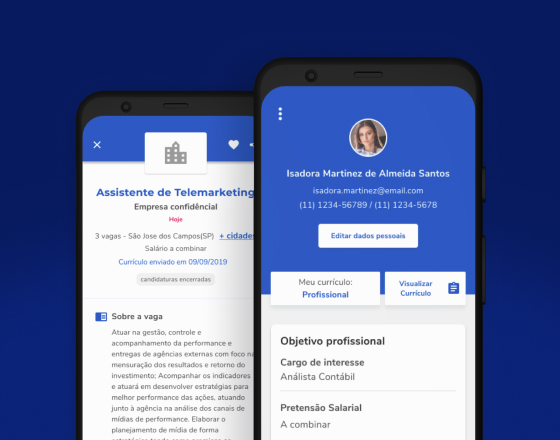 Assistente de Telemarketing
Empresa confidêncial
Hoje
3 vagas - São Jose dos Campos(SP) + cidades
Salário a combinar
Currículo enviado em 09/09/2019
candidaturas encerradas
Sobre a vaga
Atuar na gestão, controle e
acompanhamento da performance e
entregas de agências externas com foco na
mensuração dos resultados e retorno do
investimento; Acompanhar os indicadores
e atuará em desenvolver estratégias para
melhor performance das ações, atuando
junto à agência na análise dos canais de
mídias de performance. Elaborar o
planejamento de mídia de forma
Isadora Martinez de Almeida Santos
isadora.martinez@email.com
(11) 1234-56789 / (11) 1234-5678
Editar dados pessoais
Meu currículo:
Profissional
Visualizar
Currículo
Objetivo profissional
Cargo de interesse
Análista Contábil
Pretensão Salarial
A combinar